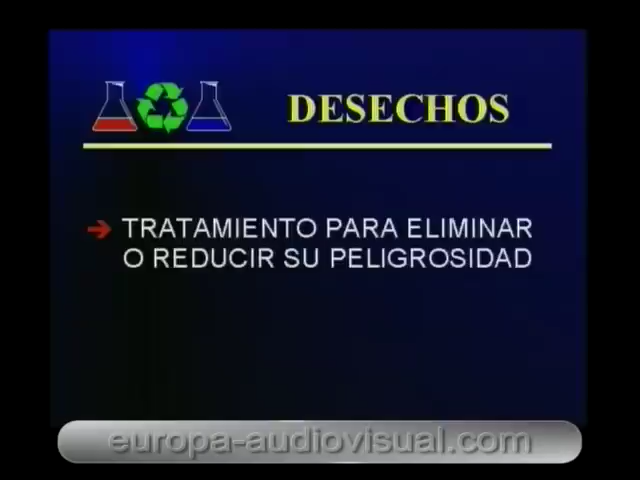 DESECHOS
TRATAMIENTO PARA ELIMINAR
O REDUCIR SU PELIGROSIDAD
europa-audiovisual.com